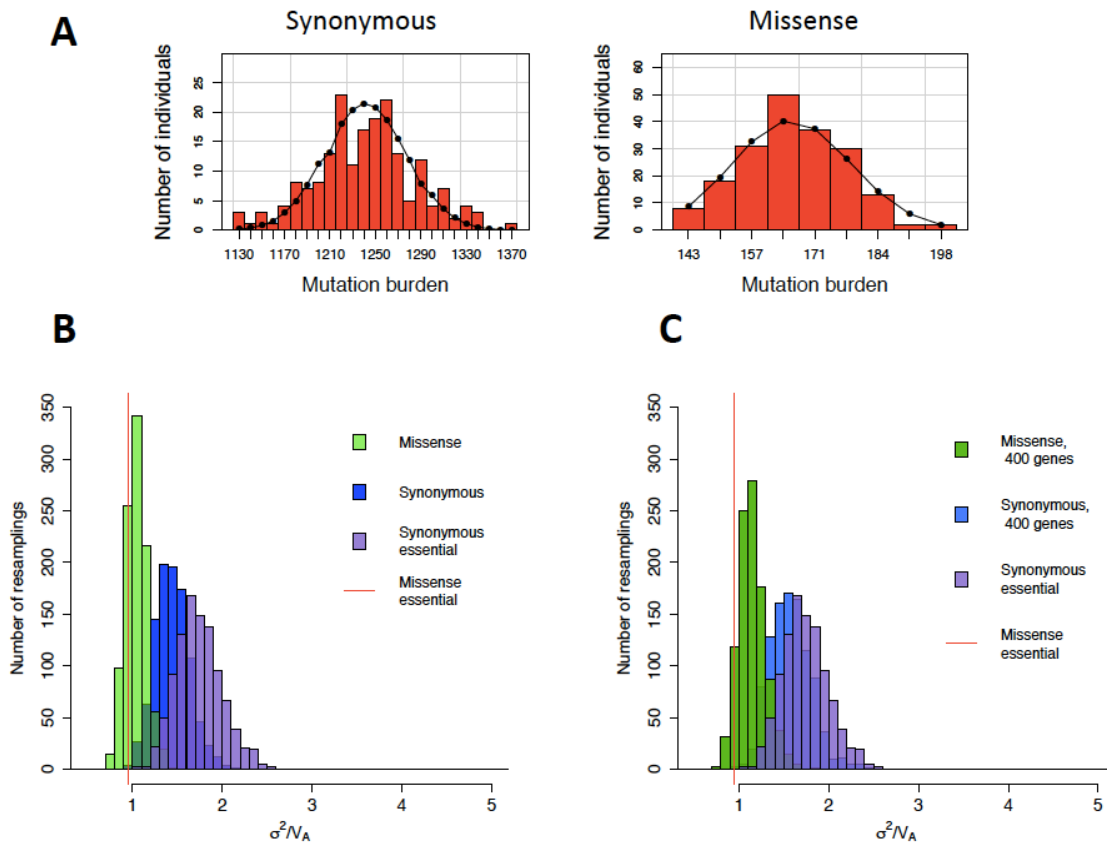 A
Synonymous
Number of individuals
0 5 10 15 20 25
1130 1170 1210 1250 1290 1330 1370
Mutation burden
Missense
Number of individuals
0 10 20 30 40 50 60
143 157 171 184 198
Mutation burden
B
Number of resamplings
0 50 100 150 200 250 300 350
Missense
Synonymous
Synonymous
essential
Missense
essential
1 2 3 4 5
σ²/V_A
C
Number of resamplings
0 50 100 150 200 250 300 350
Missense,
400 genes
Synonymous,
400 genes
Synonymous
essential
Missense
essential
1 2 3 4 5
σ²/V_A